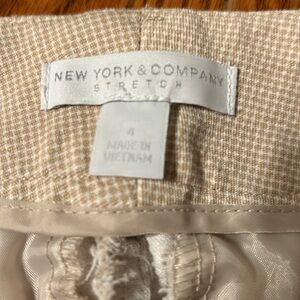 NEW YORK & COMPANY
STRETCH
4
MADE IN
VIETNAM